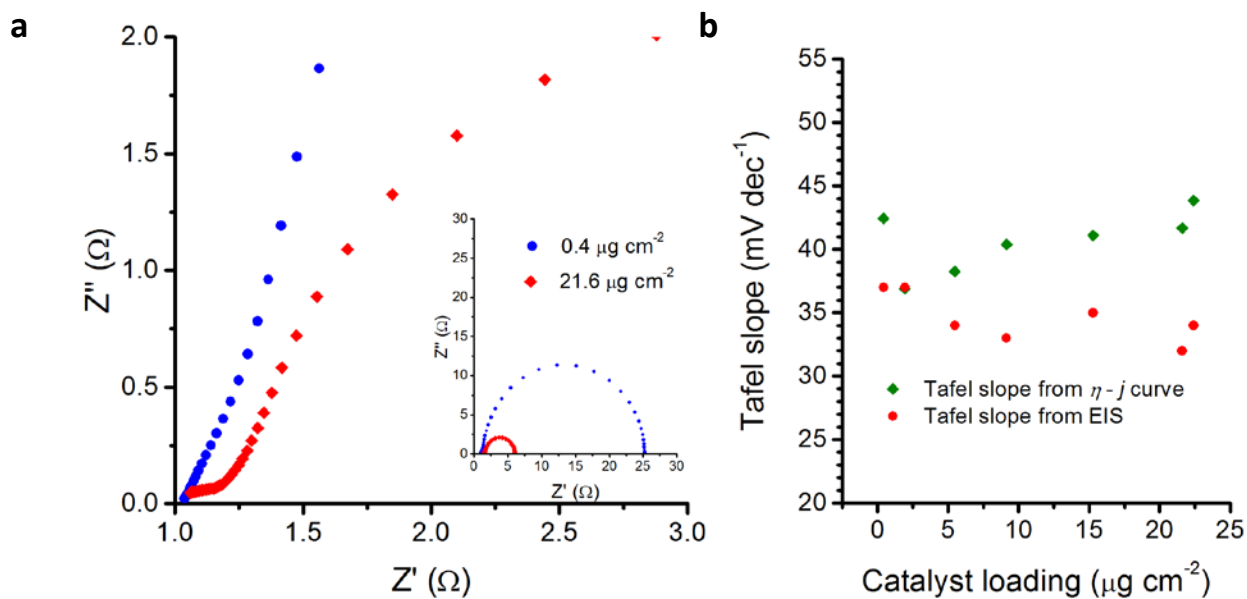 a
2.0
1.5
1.0
0.5
0.0
Z'' (Ω)
1.0 1.5 2.0 2.5 3.0
Z' (Ω)
30
25
20
15
10
5
0
Z'' (Ω)
0 5 10 15 20 25 30
Z' (Ω)
0.4 μg cm⁻²
21.6 μg cm⁻²
b
55
50
45
40
35
30
25
20
Tafel slope (mV dec⁻¹)
Tafel slope from η - j curve
Tafel slope from EIS
0 5 10 15 20 25
Catalyst loading (μg cm⁻²)